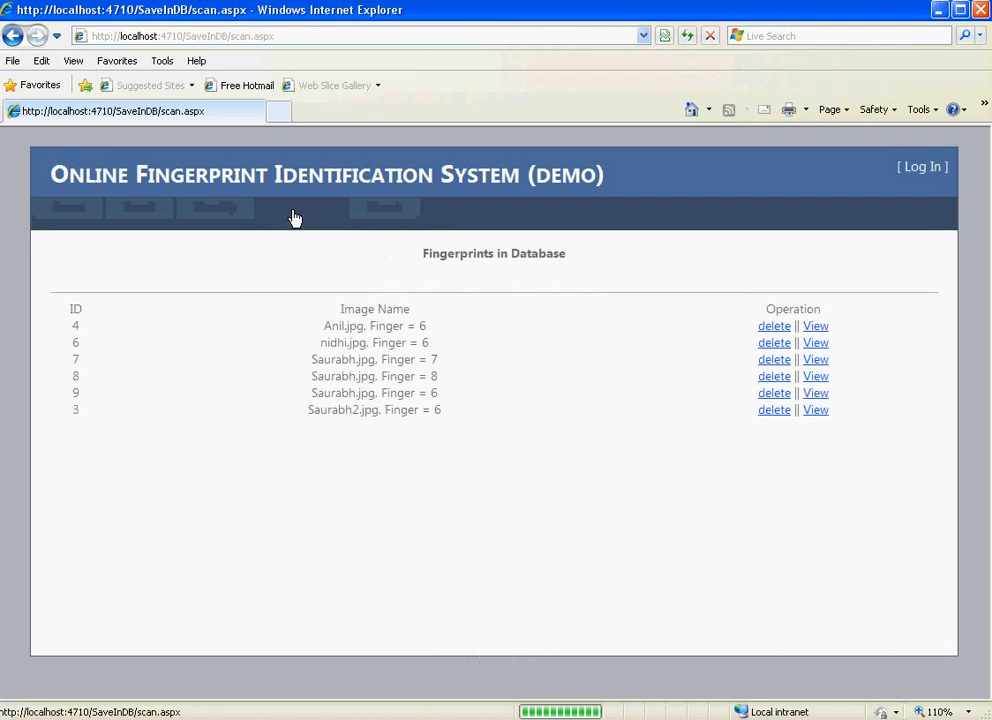 http://localhost:4710/SaveInDB/scan.aspx - Windows Internet Explorer
http://localhost:4710/SaveInDB/scan.aspx
Live Search
File Edit View Favorites Tools Help
Favorites Suggested Sites Free Hotmail Web Slice Gallery
http://localhost:4710/SaveInDB/scan.aspx
Page Safety Tools »
ONLINE FINGERPRINT IDENTIFICATION SYSTEM (DEMO)
[ Log In ]
Fingerprints in Database
ID Image Name Operation
4 Anil.jpg, Finger = 6 delete || View
6 nidhi.jpg, Finger = 6 delete || View
7 Saurabh.jpg, Finger = 7 delete || View
8 Saurabh.jpg, Finger = 8 delete || View
9 Saurabh.jpg, Finger = 6 delete || View
3 Saurabh2.jpg, Finger = 6 delete || View
http://localhost:4710/SaveInDB/scan.aspx Local intranet 110%